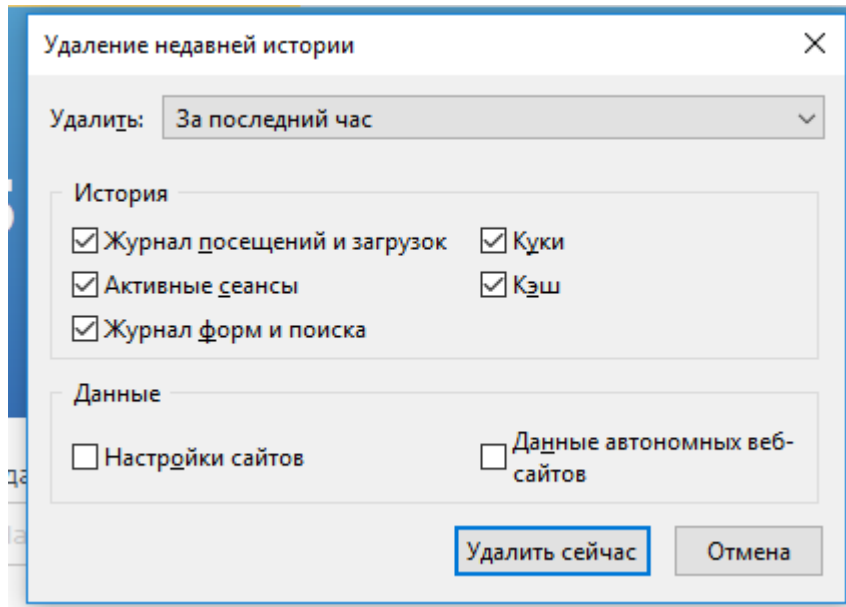 Удаление недавней истории
Удалить: За последний час
История
Журнал посещений и загрузок Куки
Активные сеансы Кэш
Журнал форм и поиска
Данные
Настройки сайтов
Данные автономных веб-
сайтов
Удалить сейчас Отмена